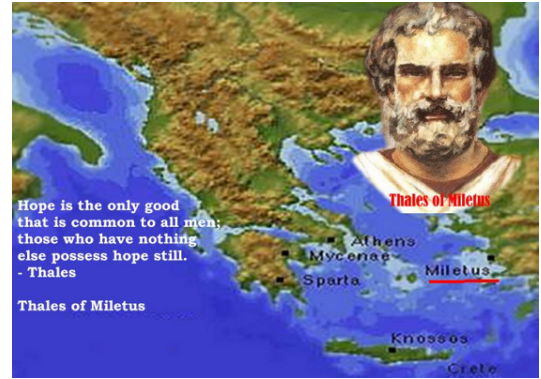 Thales of Miletus
Hope is the only good
that is common to all men;
those who have nothing
else possess hope still.
- Thales
Thales of Miletus
Athens
Mycenae
Sparta
Miletus
Knossos
Crete